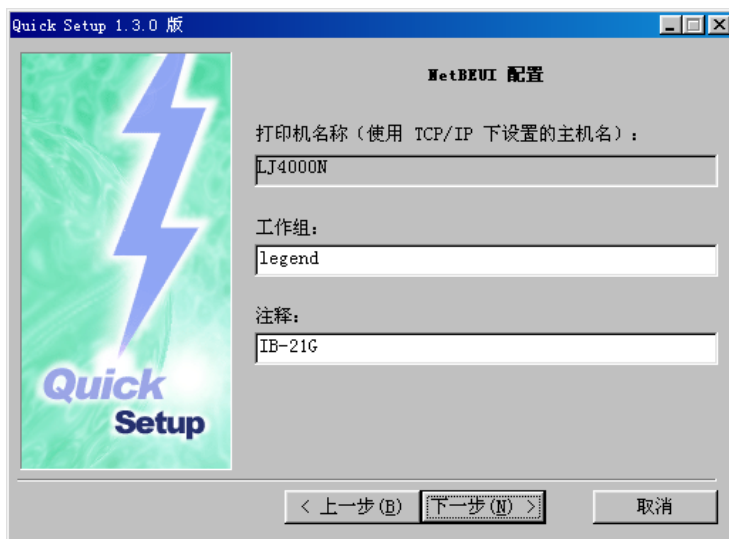 Quick Setup 1.3.0 版
NetBEUI 配置
打印机名称（使用 TCP/IP 下设置的主机名）：
LJ4000N
工作组：
legend
注释：
IB-21G
Quick
Setup
< 上一步(B)
下一步(N) >
取消